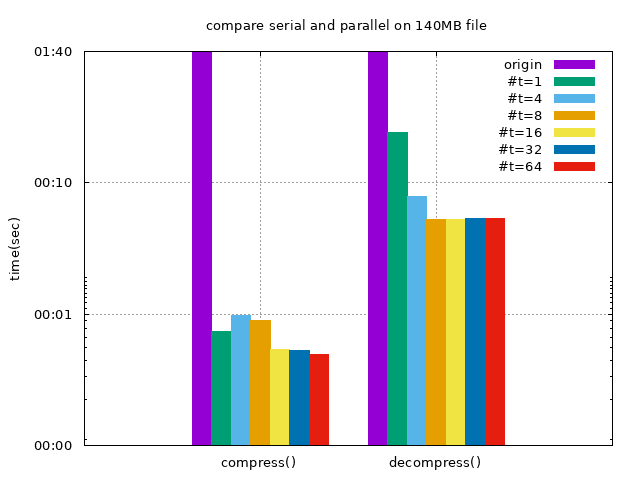 compare serial and parallel on 140MB file
01:40
00:10
00:01
00:00
time(sec)
origin
#t=1
#t=4
#t=8
#t=16
#t=32
#t=64
compress()
decompress()